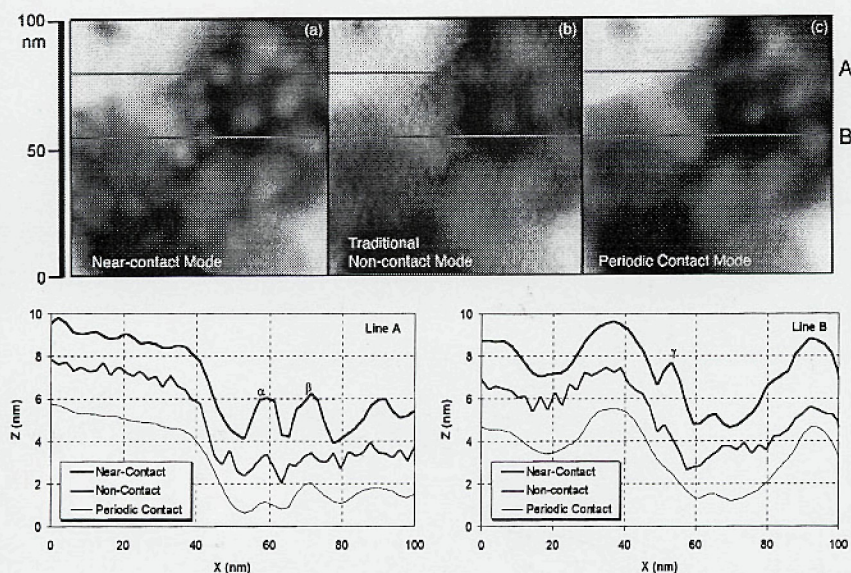 100
nm
50
0
(a)
Near-contact Mode
(b)
Traditional
Non-contact Mode
(c)
Periodic Contact Mode
A
B
10
8
6
4
2
0
Z (nm)
Line A
α
β
Near-Contact
Non-Contact
Periodic Contact
0
20
40
60
80
100
X (nm)
10
8
6
4
2
0
Z (nm)
Line B
γ
Near-Contact
Non-contact
Periodic Contact
0
20
40
60
80
100
X (nm)